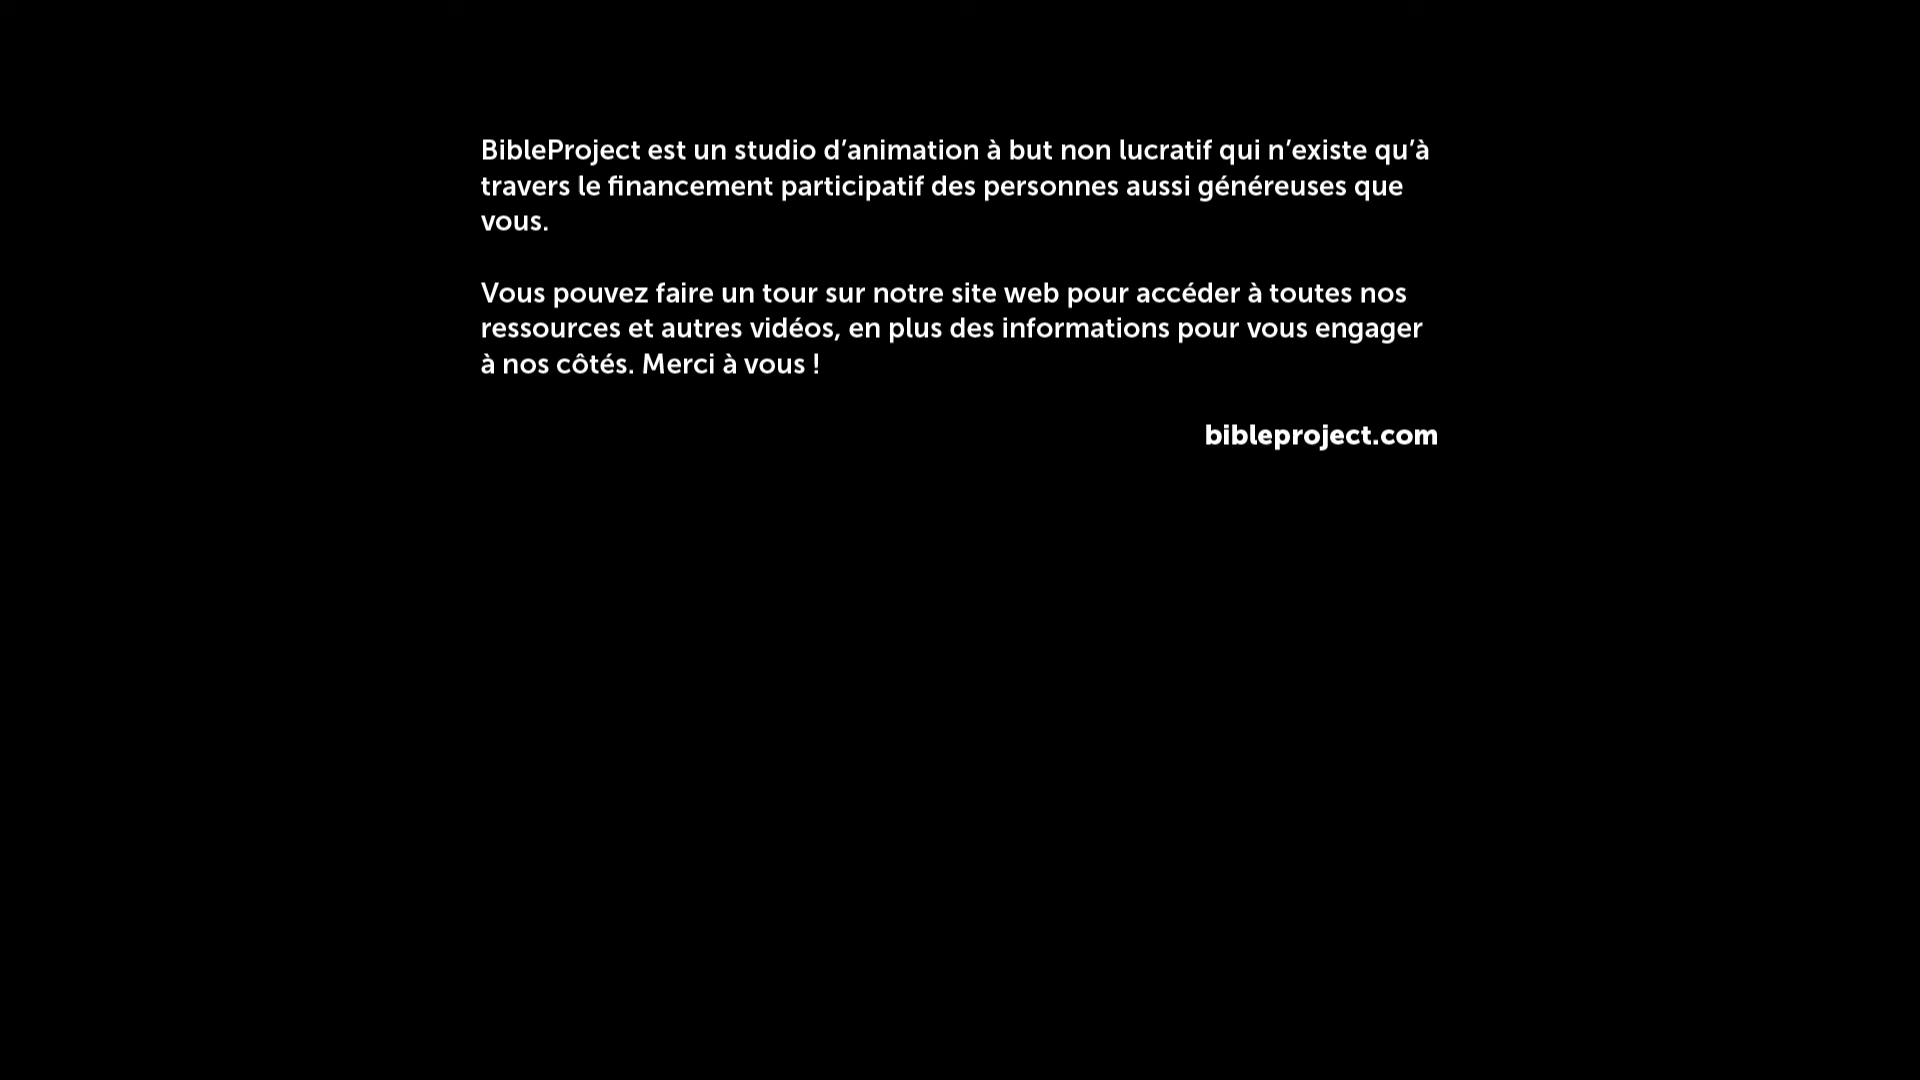 BibleProject est un studio d’animation à but non lucratif qui n’existe qu’à
travers le financement participatif des personnes aussi généreuses que
vous.
Vous pouvez faire un tour sur notre site web pour accéder à toutes nos
ressources et autres vidéos, en plus des informations pour vous engager
à nos côtés. Merci à vous !
bibleproject.com